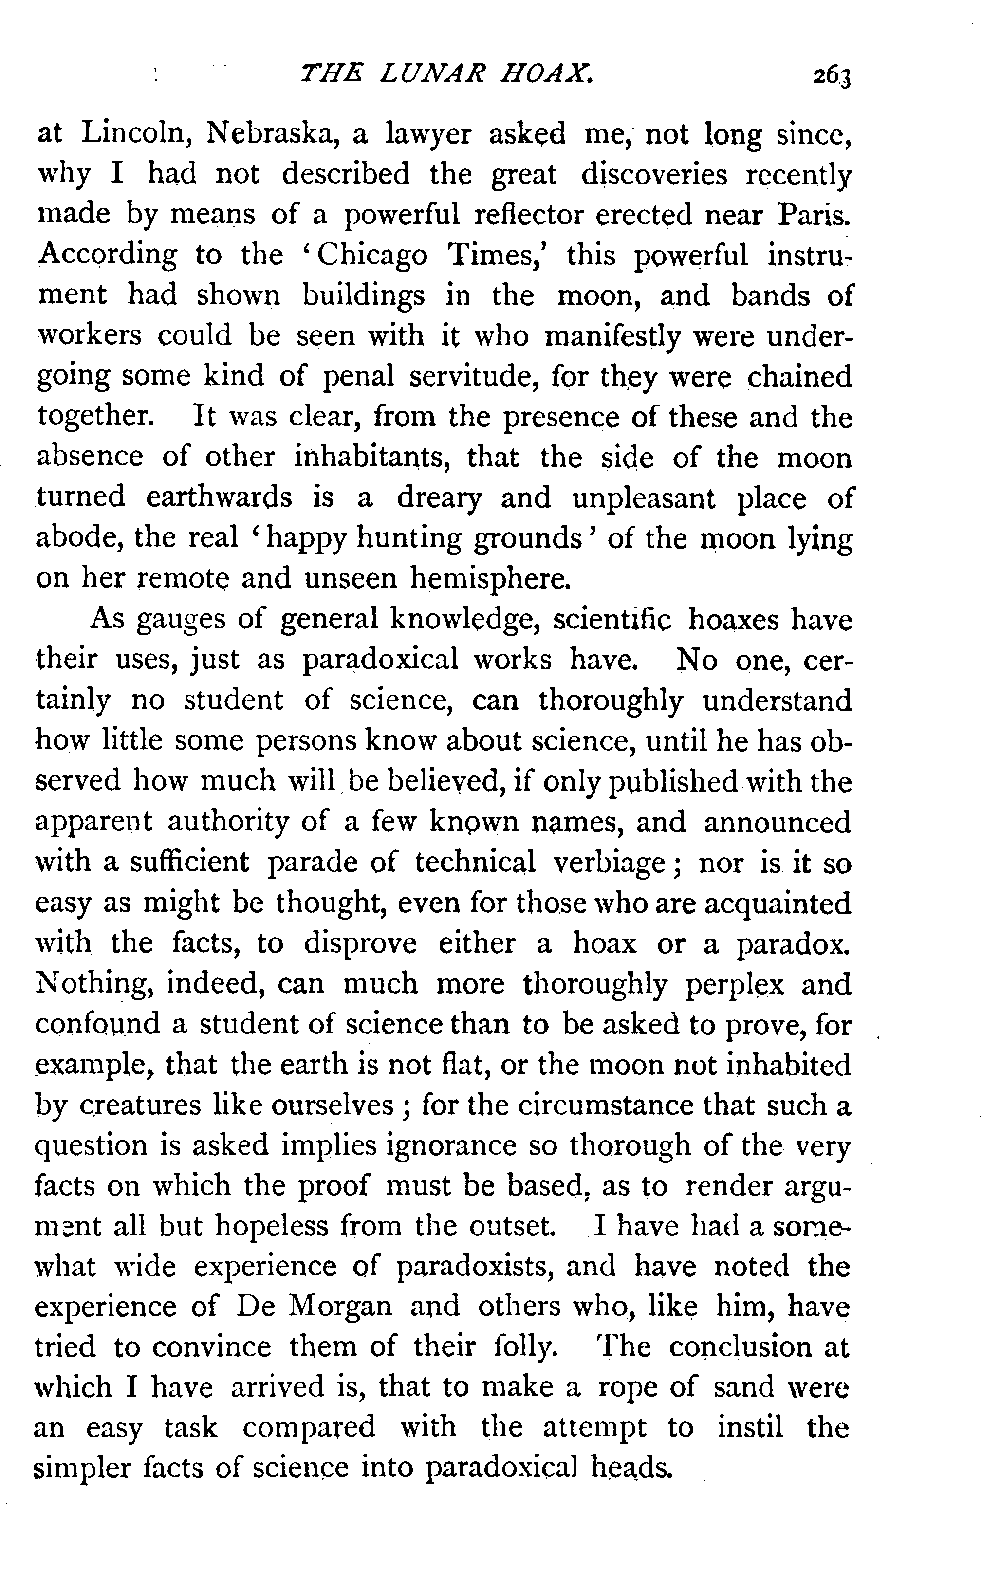 THE LUNAR HOAX. 263
at Lincoln, Nebraska, a lawyer asked me, not long since,
why I had not described the great discoveries recently
made by means of a powerful reflector erected near Paris.
According to the ‘Chicago Times,’ this powerful instru-
ment had shown buildings in the moon, and bands of
workers could be seen with it who manifestly were under-
going some kind of penal servitude, for they were chained
together. It was clear, from the presence of these and the
absence of other inhabitants, that the side of the moon
turned earthwards is a dreary and unpleasant place of
abode, the real ‘happy hunting grounds’ of the moon lying
on her remote and unseen hemisphere.
As gauges of general knowledge, scientific hoaxes have
their uses, just as paradoxical works have. No one, cer-
tainly no student of science, can thoroughly understand
how little some persons know about science, until he has ob-
served how much will be believed, if only published with the
apparent authority of a few known names, and announced
with a sufficient parade of technical verbiage; nor is it so
easy as might be thought, even for those who are acquainted
with the facts, to disprove either a hoax or a paradox.
Nothing, indeed, can much more thoroughly perplex and
confound a student of science than to be asked to prove, for
example, that the earth is not flat, or the moon not inhabited
by creatures like ourselves; for the circumstance that such a
question is asked implies ignorance so thorough of the very
facts on which the proof must be based, as to render argu-
ment all but hopeless from the outset. I have had a some-
what wide experience of paradoxists, and have noted the
experience of De Morgan and others who, like him, have
tried to convince them of their folly. The conclusion at
which I have arrived is, that to make a rope of sand were
an easy task compared with the attempt to instil the
simpler facts of science into paradoxical heads.